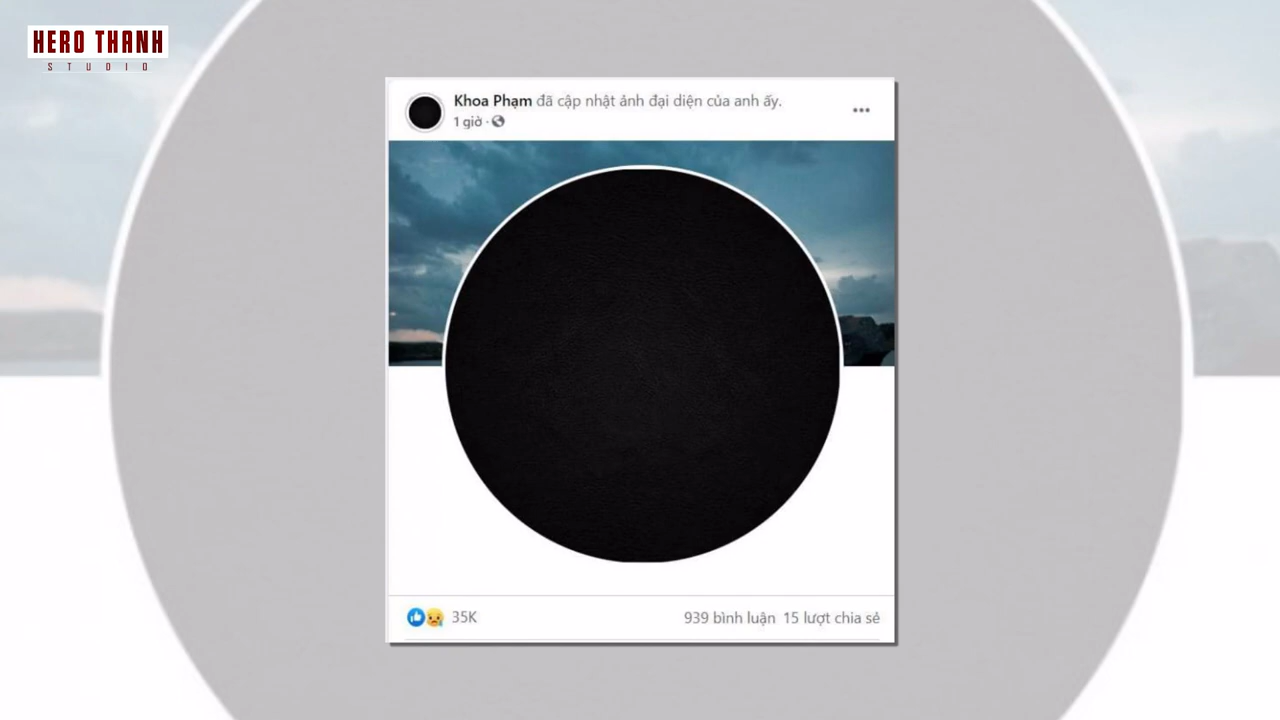 HERO THANH
STUDIO
Khoa Phạm đã cập nhật ảnh đại diện của anh ấy.
1 giờ ·
35K
939 bình luận 15 lượt chia sẻ